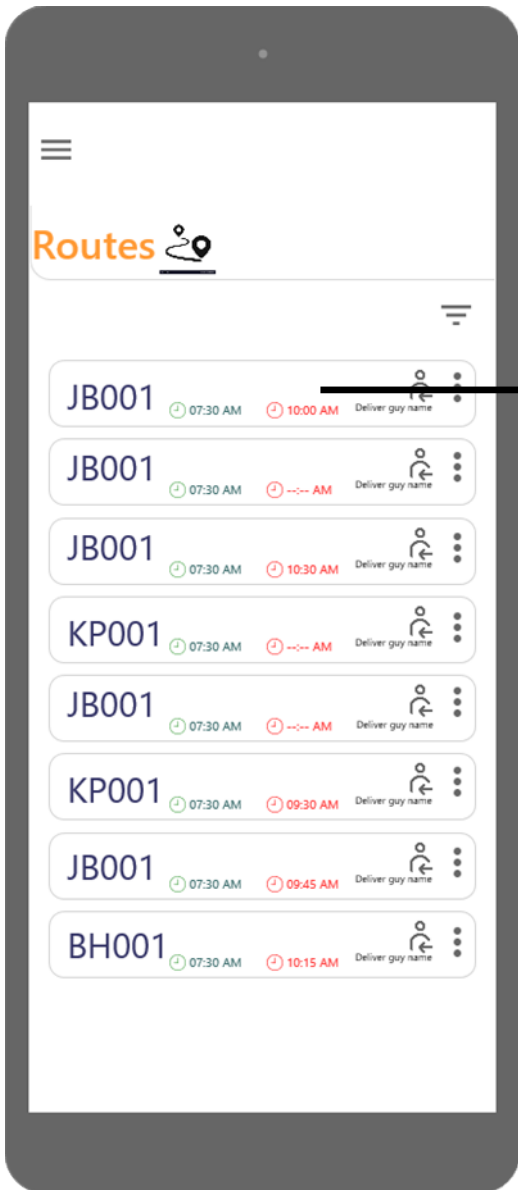 Routes
JB001 07:30 AM 10:00 AM Deliver guy name
JB001 07:30 AM --:-- AM Deliver guy name
JB001 07:30 AM 10:30 AM Deliver guy name
KP001 07:30 AM --:-- AM Deliver guy name
JB001 07:30 AM --:-- AM Deliver guy name
KP001 07:30 AM 09:30 AM Deliver guy name
JB001 07:30 AM 09:45 AM Deliver guy name
BH001 07:30 AM 10:15 AM Deliver guy name